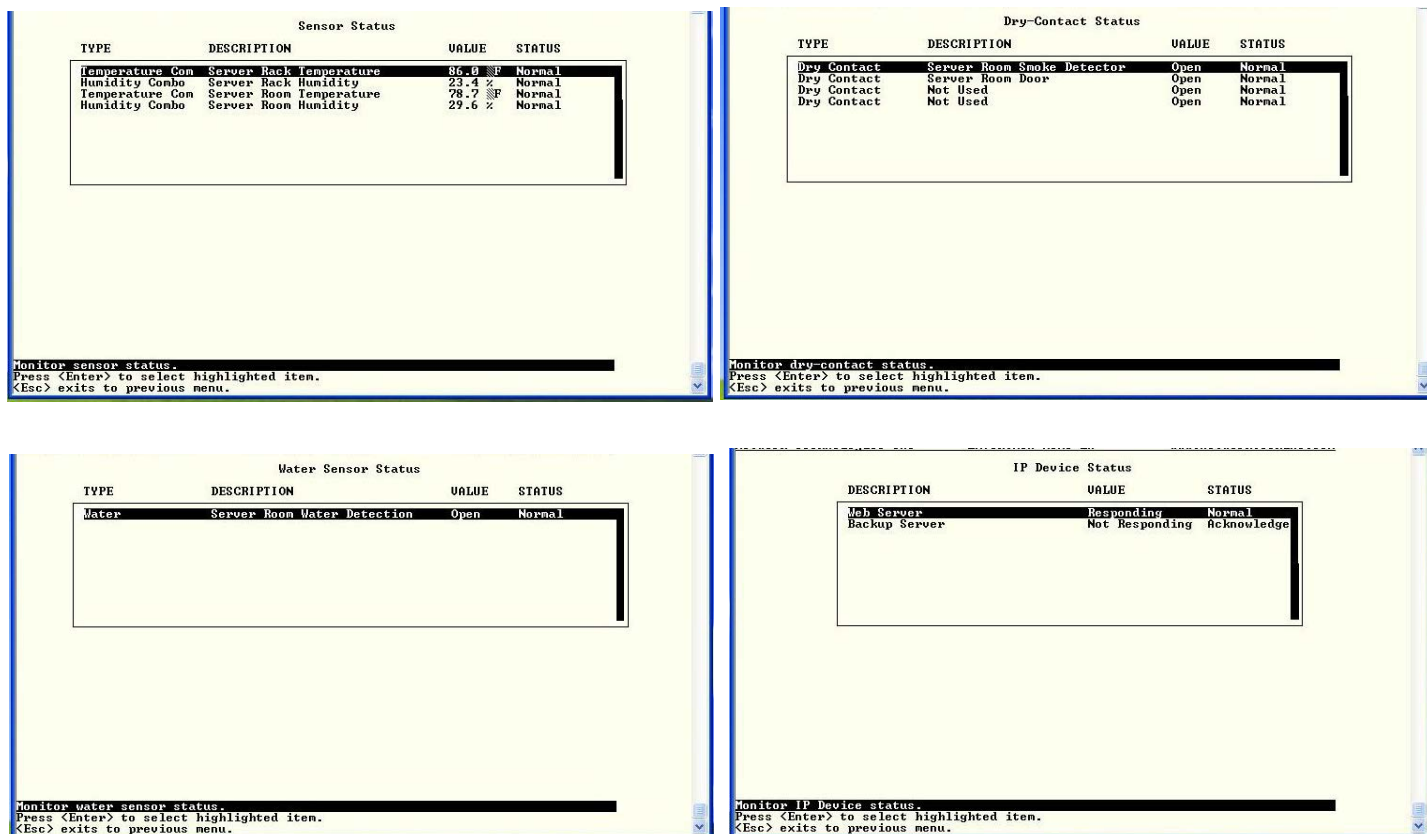 Sensor Status
TYPE DESCRIPTION VALUE STATUS
Temperature Com Server Rack Temperature 86.0 ▒F Normal
Humidity Combo Server Rack Humidity 23.4 % Normal
Temperature Com Server Room Temperature 78.7 ▒F Normal
Humidity Combo Server Room Humidity 29.6 % Normal
Monitor sensor status.
Press <Enter> to select highlighted item.
<Esc> exits to previous menu.
Dry-Contact Status
TYPE DESCRIPTION VALUE STATUS
Dry Contact Server Room Smoke Detector Open Normal
Dry Contact Server Room Door Open Normal
Dry Contact Not Used Open Normal
Dry Contact Not Used Open Normal
Monitor dry-contact status.
Press <Enter> to select highlighted item.
<Esc> exits to previous menu.
Water Sensor Status
TYPE DESCRIPTION VALUE STATUS
Water Server Room Water Detection Open Normal
Monitor water sensor status.
Press <Enter> to select highlighted item.
<Esc> exits to previous menu.
IP Device Status
DESCRIPTION VALUE STATUS
Web Server Responding Normal
Backup Server Not Responding Acknowledge
Monitor IP Device status.
Press <Enter> to select highlighted item.
<Esc> exits to previous menu.